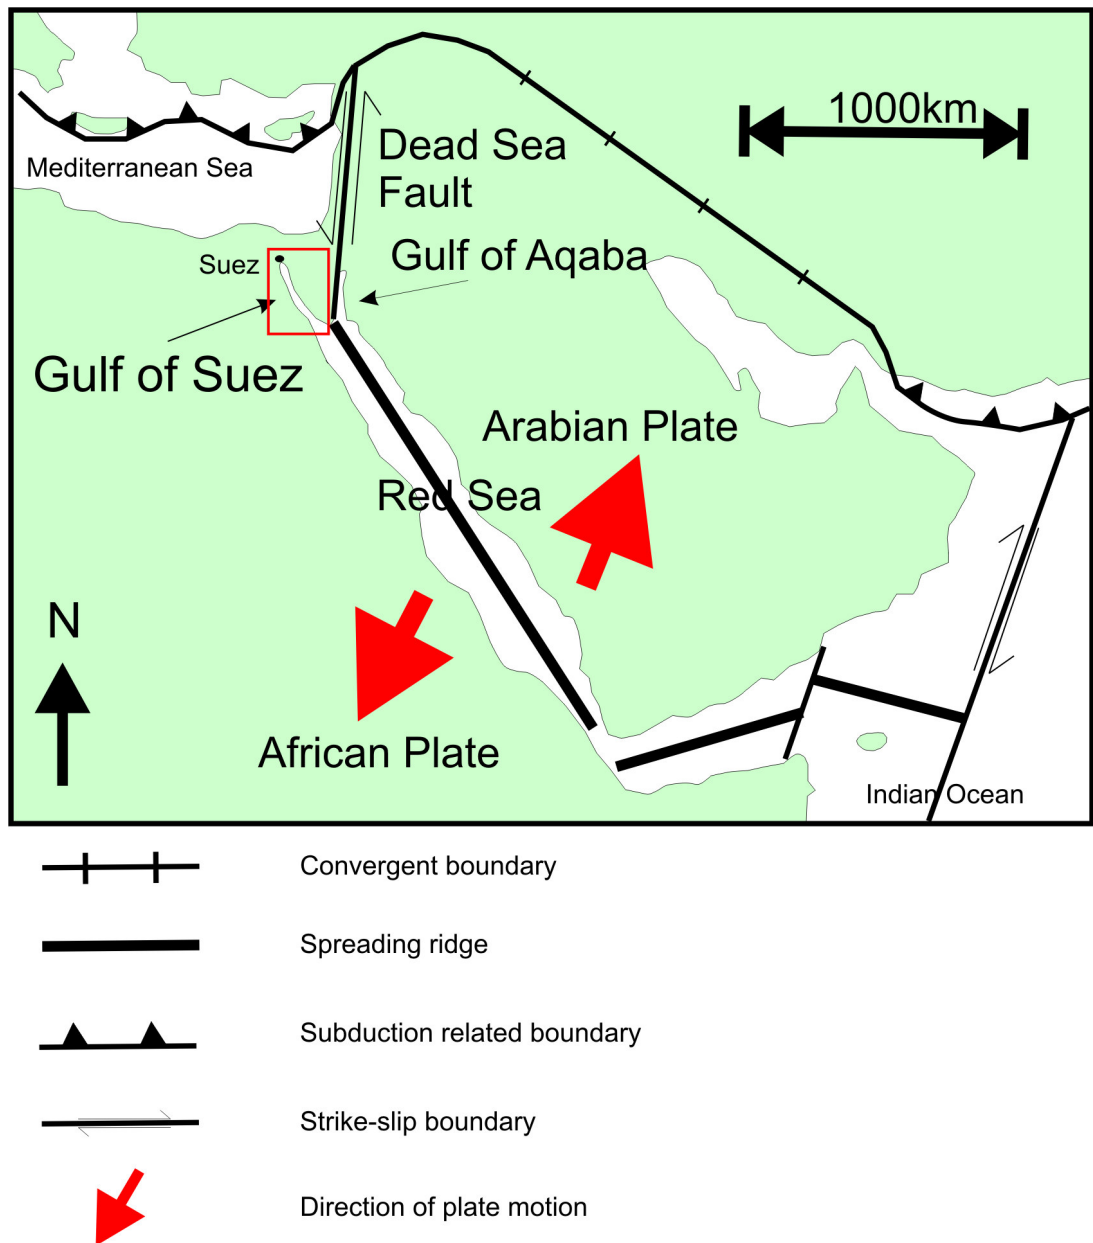 1000km
Dead Sea
Fault
Mediterranean Sea
Gulf of Aqaba
Suez
Gulf of Suez
Arabian Plate
Red Sea
N
African Plate
Indian Ocean
Convergent boundary
Spreading ridge
Subduction related boundary
Strike-slip boundary
Direction of plate motion